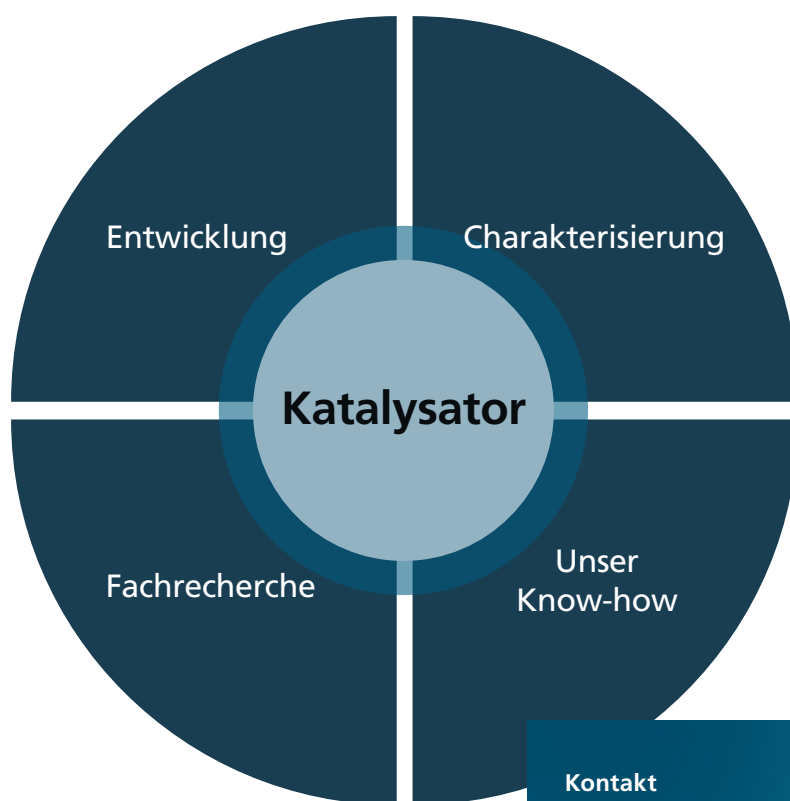 Entwicklung
Charakterisierung
Katalysator
Fachrecherche
Unser
Know-how
Kontakt